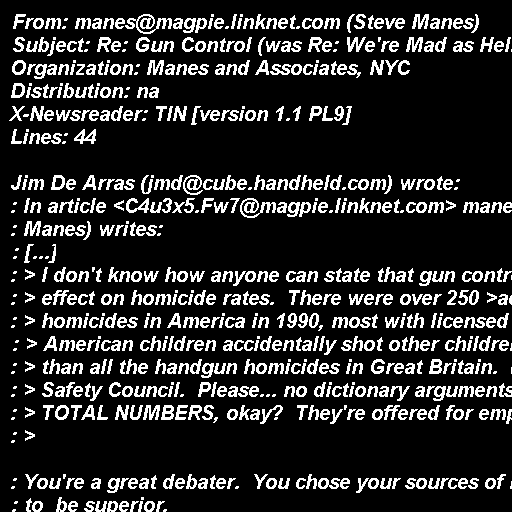 From: manes@magpie.linknet.com (Steve Manes)
Subject: Re: Gun Control (was Re: We're Mad as Hel
Organization: Manes and Associates, NYC
Distribution: na
X-Newsreader: TIN [version 1.1 PL9]
Lines: 44
Jim De Arras (jmd@cube.handheld.com) wrote:
: In article <C4u3x5.Fw7@magpie.linknet.com> mane
: Manes) writes:
: [...]
: > I don't know how anyone can state that gun contr
: > effect on homicide rates.  There were over 250 >a
: > homicides in America in 1990, most with licensed
: > American children accidentally shot other childre
: > than all the handgun homicides in Great Britain.
: > Safety Council.  Please... no dictionary arguments
: > TOTAL NUMBERS, okay?  They're offered for emp
: >
: You're a great debater.  You chose your sources of
: to  be superior.